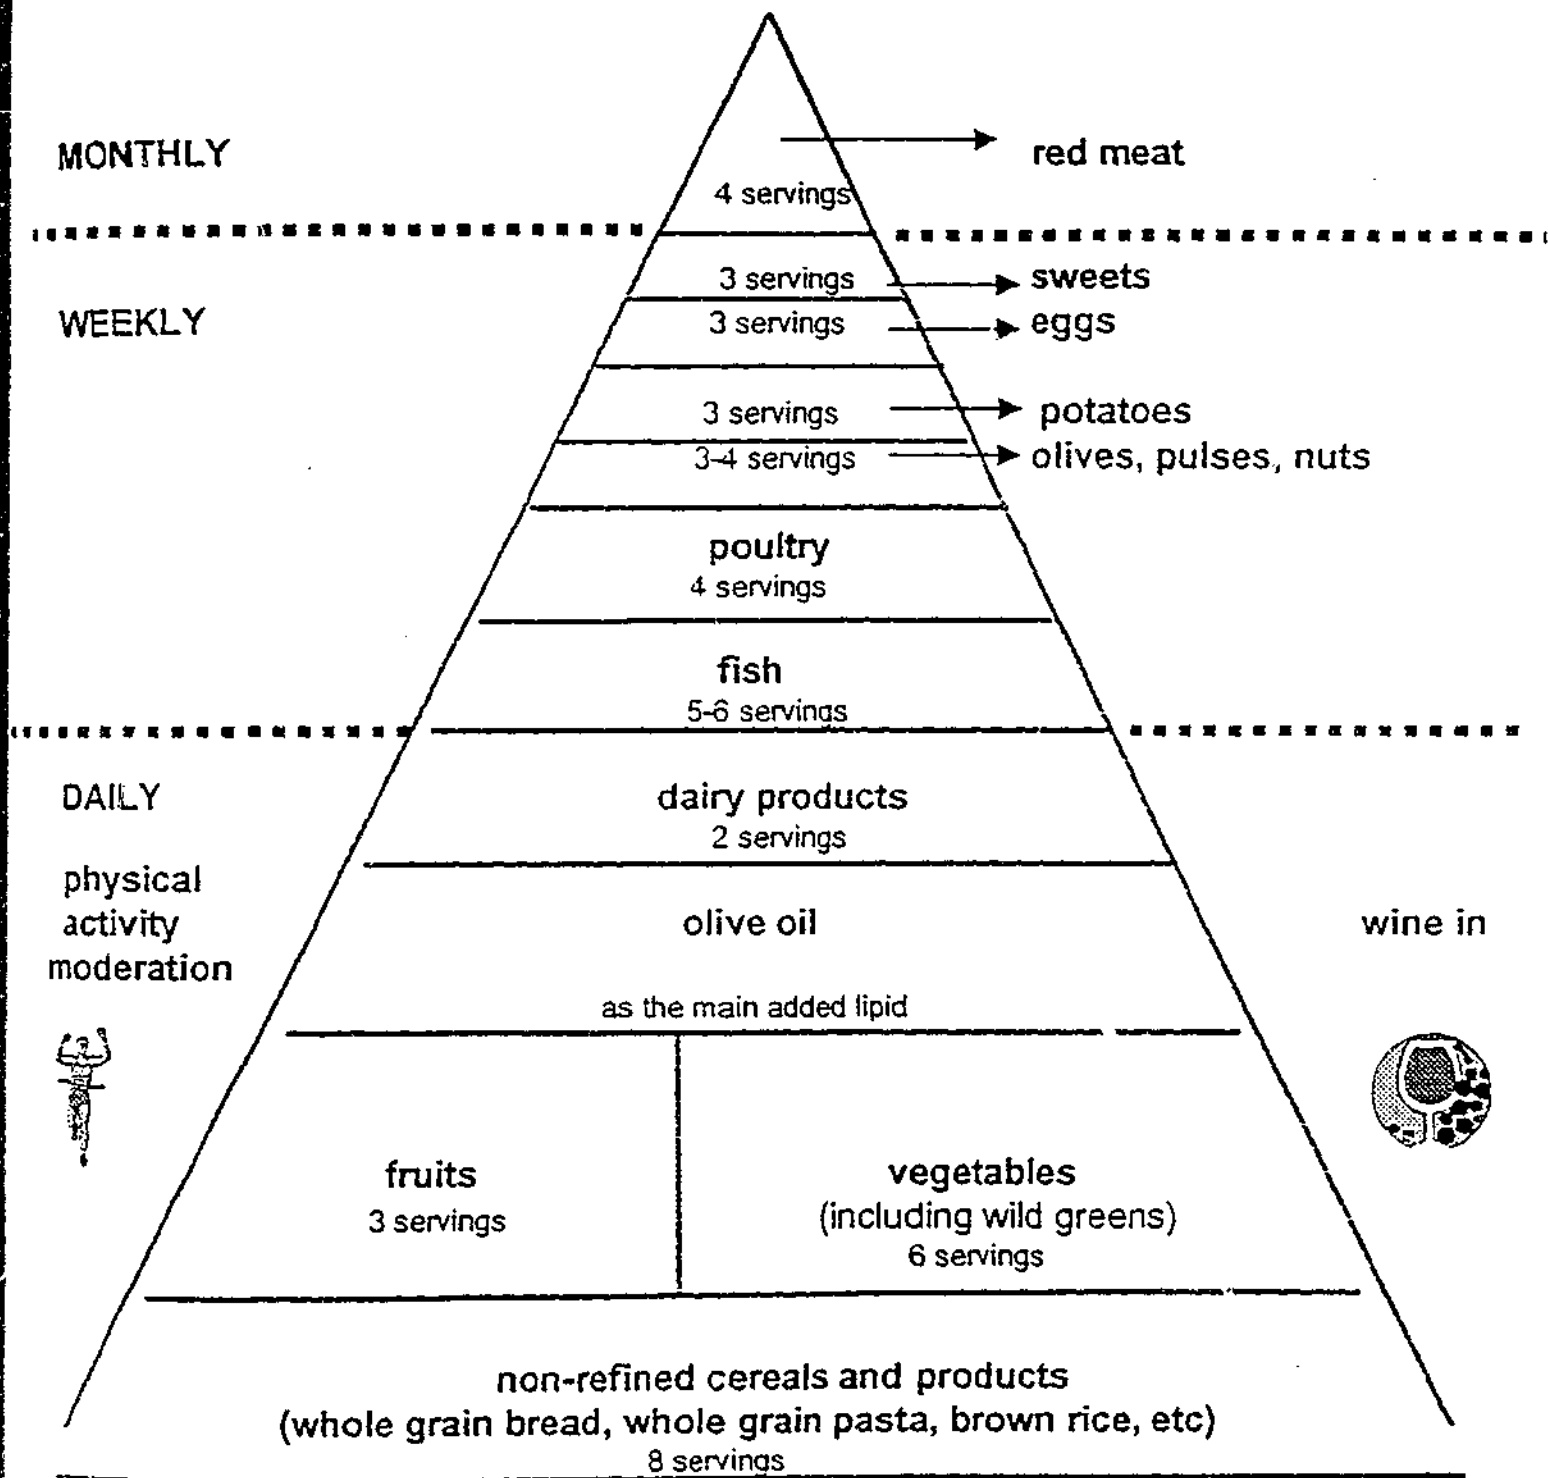 MONTHLY
red meat
4 servings
3 servings
sweets
WEEKLY
3 servings
eggs
3 servings
potatoes
3-4 servings
olives, pulses, nuts
poultry
4 servings
fish
5-6 servings
DAILY
dairy products
2 servings
physical
activity
moderation
olive oil
wine in
as the main added lipid
fruits
3 servings
vegetables
(including wild greens)
6 servings
non-refined cereals and products
(whole grain bread, whole grain pasta, brown rice, etc)
8 servings